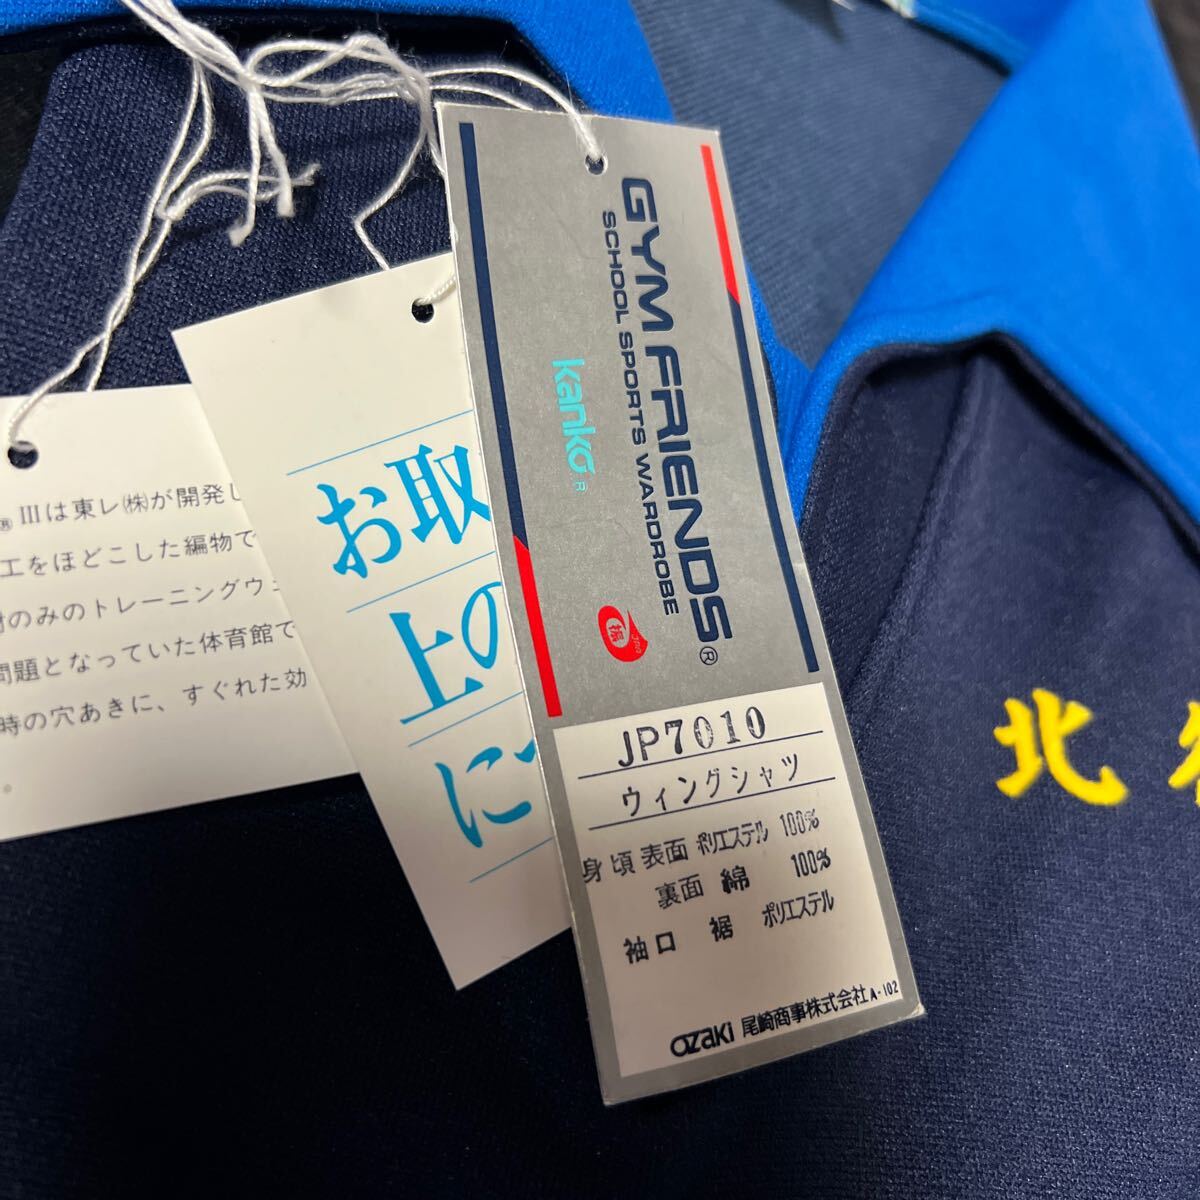 GYM FRIENDS®
SCHOOL SPORTS WARDROBE
kanko R
JP7010
ウィングシャツ
身頃 表面 ポリエステル 100%
裏面 綿 100%
袖口 裾 ポリエステル
ozaki 尾崎商事株式会社 A-102
お取
上の
に
® IIIは東レ㈱が開発し
工をほどこした編物で
のみのトレーニングウェ
問題となっていた体育館で
時の穴あきに、すぐれた効
。
北